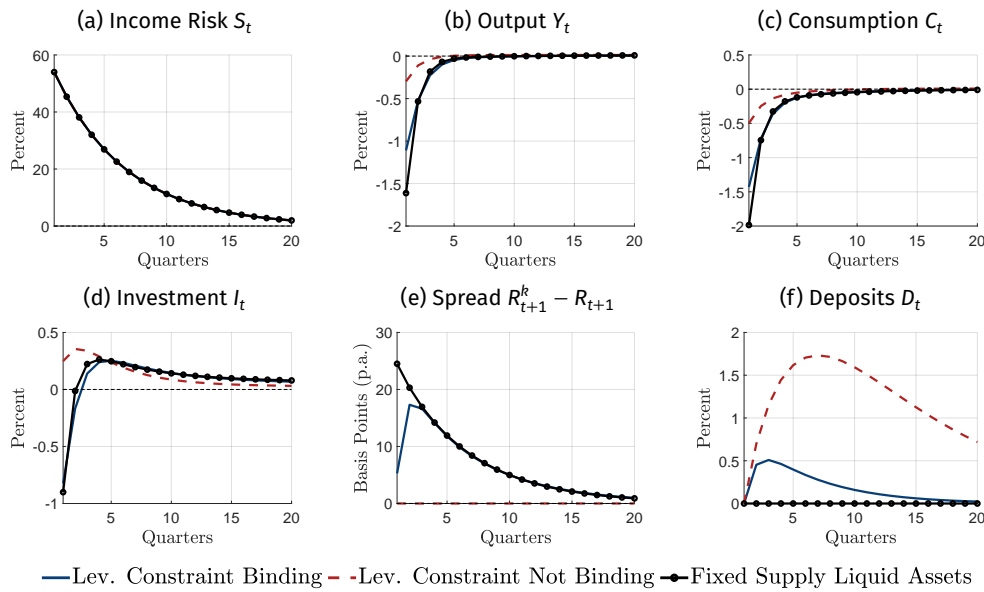 (a) Income Risk S_t
(b) Output Y_t
(c) Consumption C_t
Percent
60
40
20
0
5
10
15
20
Quarters
Percent
0
-0.5
-1
-1.5
-2
5
10
15
20
Quarters
Percent
0.5
0
-0.5
-1
-1.5
-2
5
10
15
20
Quarters
(d) Investment I_t
(e) Spread R^k_{t+1} − R_{t+1}
(f) Deposits D_t
Percent
0.5
0
-0.5
-1
5
10
15
20
Quarters
Basis Points (p.a.)
30
20
10
0
5
10
15
20
Quarters
Percent
2
1.5
1
0.5
0
5
10
15
20
Quarters
Lev. Constraint Binding Lev. Constraint Not Binding Fixed Supply Liquid Assets